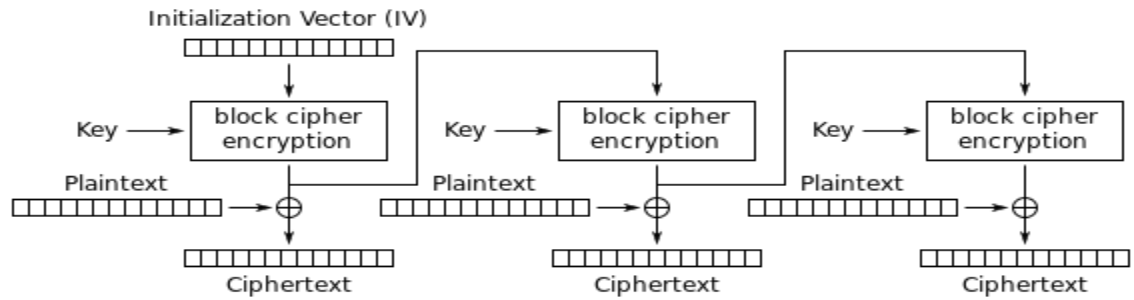 Initialization Vector (IV)
Key
block cipher
encryption
Key
block cipher
encryption
Key
block cipher
encryption
Plaintext
Plaintext
Plaintext
Ciphertext
Ciphertext
Ciphertext